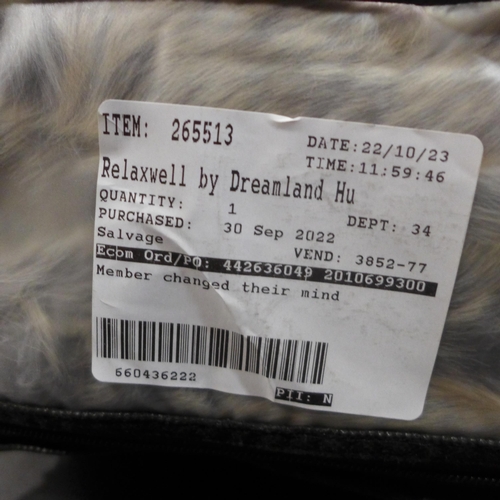 ITEM: 265513
DATE:22/10/23
TIME:11:59:46
Relaxwell by Dreamland Hu
QUANTITY: 1
DEPT: 34
PURCHASED: 30 Sep 2022
Salvage
VEND: 3852-77
Ecom Ord/PO: 442636049 2010699300
Member changed their mind
660436222
PII: N